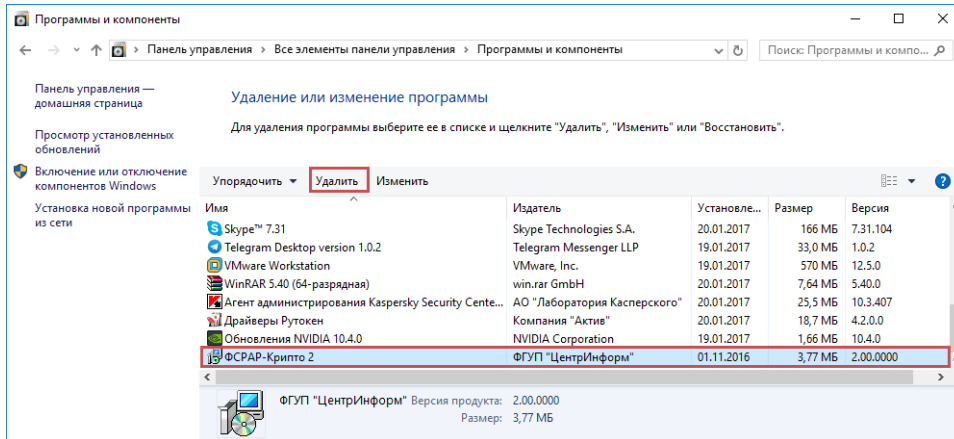 Программы и компоненты
Панель управления > Все элементы панели управления > Программы и компоненты
Поиск: Программы и компо...
Панель управления —
домашняя страница
Просмотр установленных
обновлений
Включение или отключение
компонентов Windows
Установка новой программы
из сети
Удаление или изменение программы
Для удаления программы выберите ее в списке и щелкните "Удалить", "Изменить" или "Восстановить".
Упорядочить Удалить Изменить
Имя Издатель Установле... Размер Версия
Skype™ 7.31 Skype Technologies S.A. 20.01.2017 166 МБ 7.31.104
Telegram Desktop version 1.0.2 Telegram Messenger LLP 19.01.2017 33,0 МБ 1.0.2
VMware Workstation VMware, Inc. 19.01.2017 570 МБ 12.5.0
WinRAR 5.40 (64-разрядная) win.rar GmbH 20.01.2017 7,64 МБ 5.40.0
Агент администрирования Kaspersky Security Cente... АО "Лаборатория Касперского" 20.01.2017 25,5 МБ 10.3.407
Драйверы Рутокен Компания "Актив" 20.01.2017 18,7 МБ 4.2.0.0
Обновления NVIDIA 10.4.0 NVIDIA Corporation 19.01.2017 1,66 МБ 10.4.0
ФСРАР-Крипто 2 ФГУП "ЦентрИнформ" 01.11.2016 3,77 МБ 2.00.0000
ФГУП "ЦентрИнформ" Версия продукта: 2.00.0000
Размер: 3,77 МБ